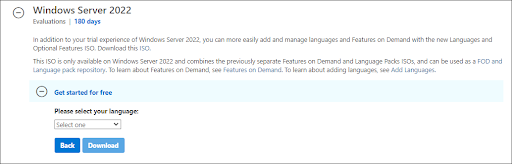 Windows Server 2022
Evaluations | 180 days
In addition to your trial experience of Windows Server 2022, you can more easily add and manage languages and Features on Demand with the new Languages and
Optional Features ISO. Download this ISO.
This ISO is only available on Windows Server 2022 and combines the previously separate Features on Demand and Language Packs ISOs, and can be used as a FOD and
Language pack repository. To learn about Features on Demand, see Features on Demand. To learn about adding languages, see Add Languages.
Get started for free
Please select your language:
Select one
Back Download